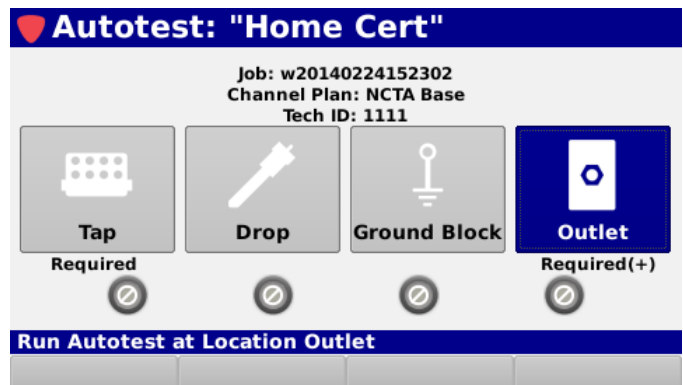 Autotest: "Home Cert"
Job: w20140224152302
Channel Plan: NCTA Base
Tech ID: 1111
Tap
Drop
Ground Block
Outlet
Required
Required(+)
Run Autotest at Location Outlet